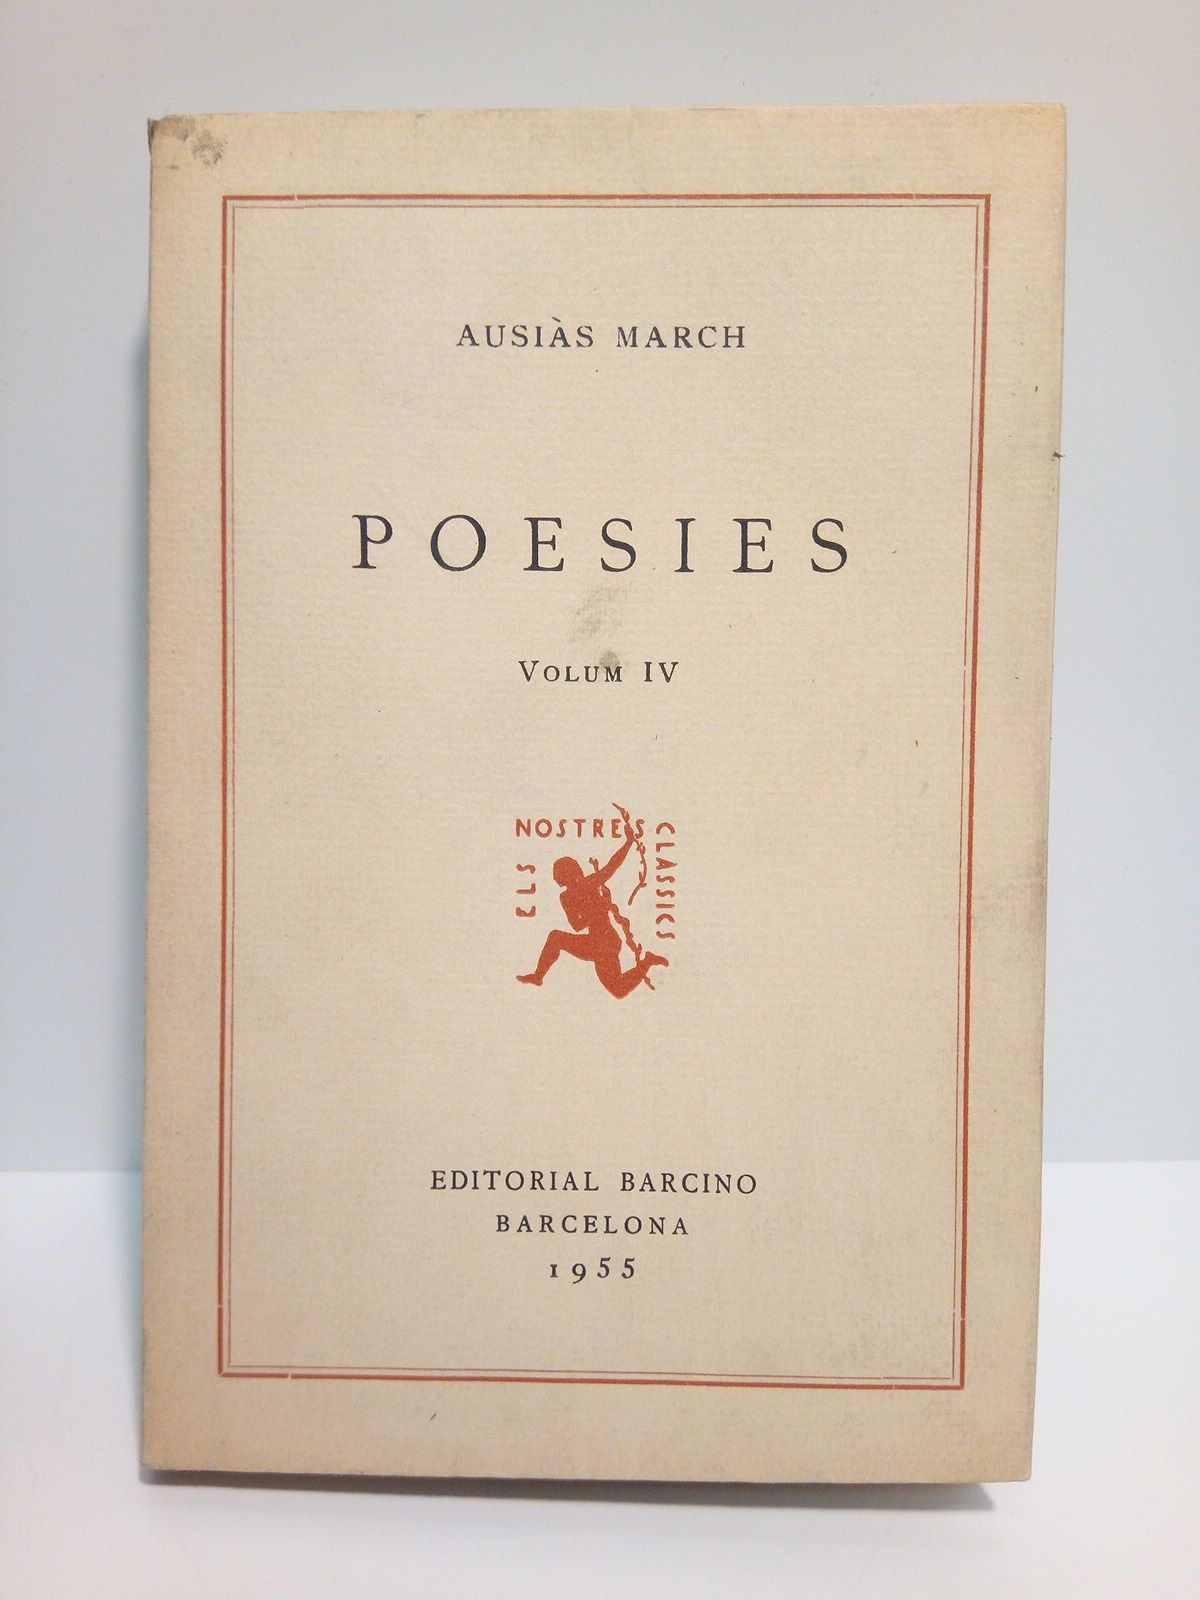 AUSIÀS MARCH
POESIES
VOLUM IV
ELS NOSTRES CLASSICS
EDITORIAL BARCINO
BARCELONA
1955